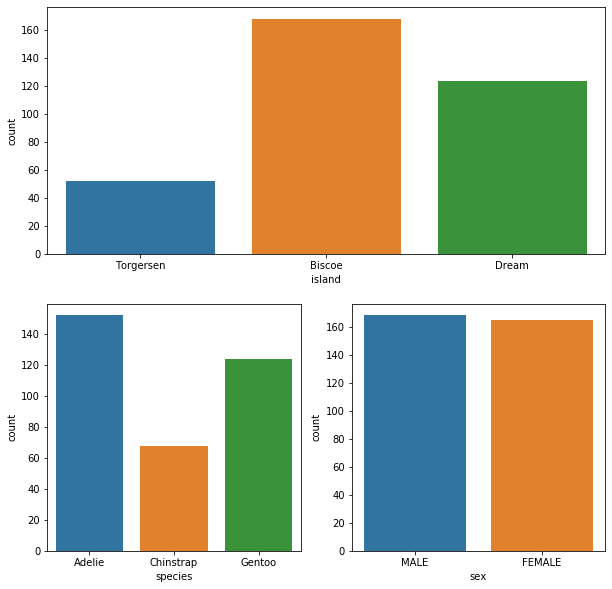 160
140
120
100
80
60
40
20
0
count
Torgersen Biscoe Dream
island
140
120
100
80
60
40
20
0
count
Adelie Chinstrap Gentoo
species
160
140
120
100
80
60
40
20
0
count
MALE FEMALE
sex